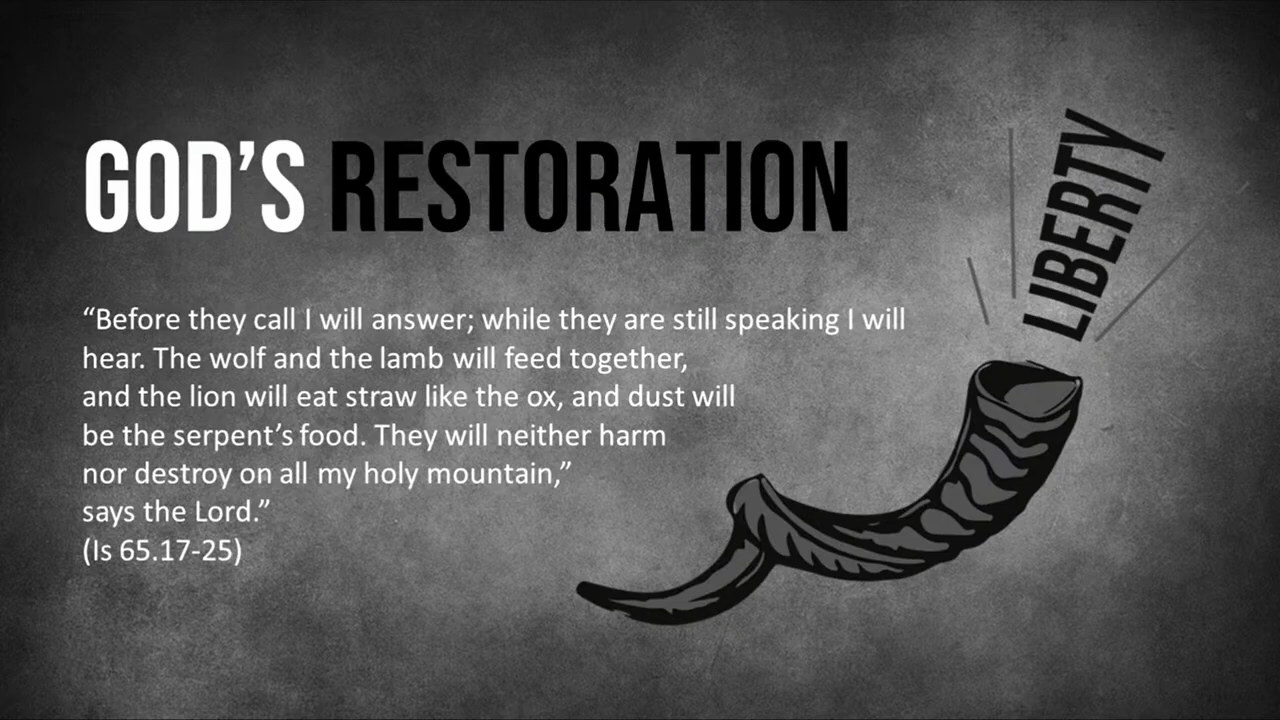 GOD'S RESTORATION
LIBERTY
“Before they call I will answer; while they are still speaking I will
hear. The wolf and the lamb will feed together,
and the lion will eat straw like the ox, and dust will
be the serpent’s food. They will neither harm
nor destroy on all my holy mountain,”
says the Lord.”
(Is 65.17-25)